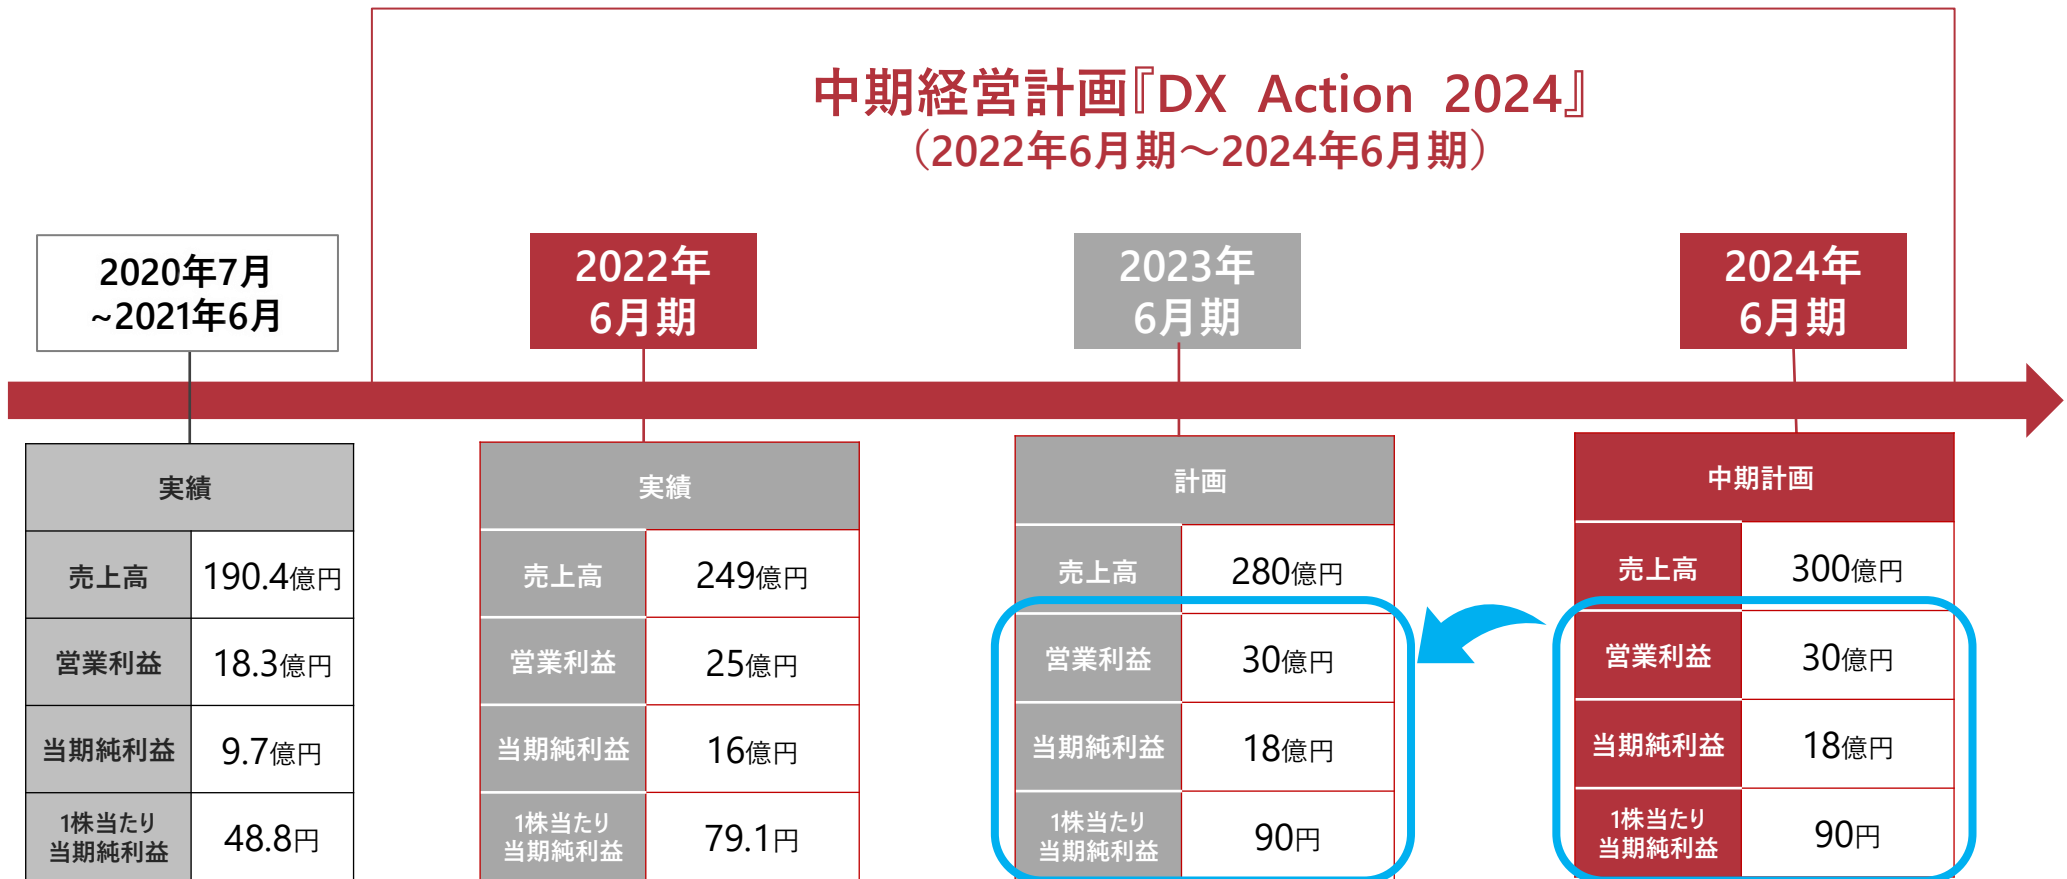 中期経営計画『DX Action 2024』
（2022年6月期～2024年6月期）
2020年7月
~2021年6月
2022年
6月期
2023年
6月期
2024年
6月期
実績
売上高 190.4億円
営業利益 18.3億円
当期純利益 9.7億円
1株当たり
当期純利益 48.8円
実績
売上高 249億円
営業利益 25億円
当期純利益 16億円
1株当たり
当期純利益 79.1円
計画
売上高 280億円
営業利益 30億円
当期純利益 18億円
1株当たり
当期純利益 90円
中期計画
売上高 300億円
営業利益 30億円
当期純利益 18億円
1株当たり
当期純利益 90円